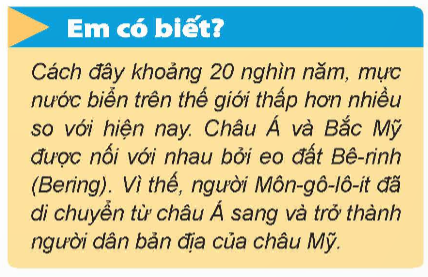 Em có biết?
Cách đây khoảng 20 nghìn năm, mực
nước biển trên thế giới thấp hơn nhiều
so với hiện nay. Châu Á và Bắc Mỹ
được nối với nhau bởi eo đất Bê-rinh
(Bering). Vì thế, người Môn-gô-lô-it đã
di chuyển từ châu Á sang và trở thành
người dân bản địa của châu Mỹ.